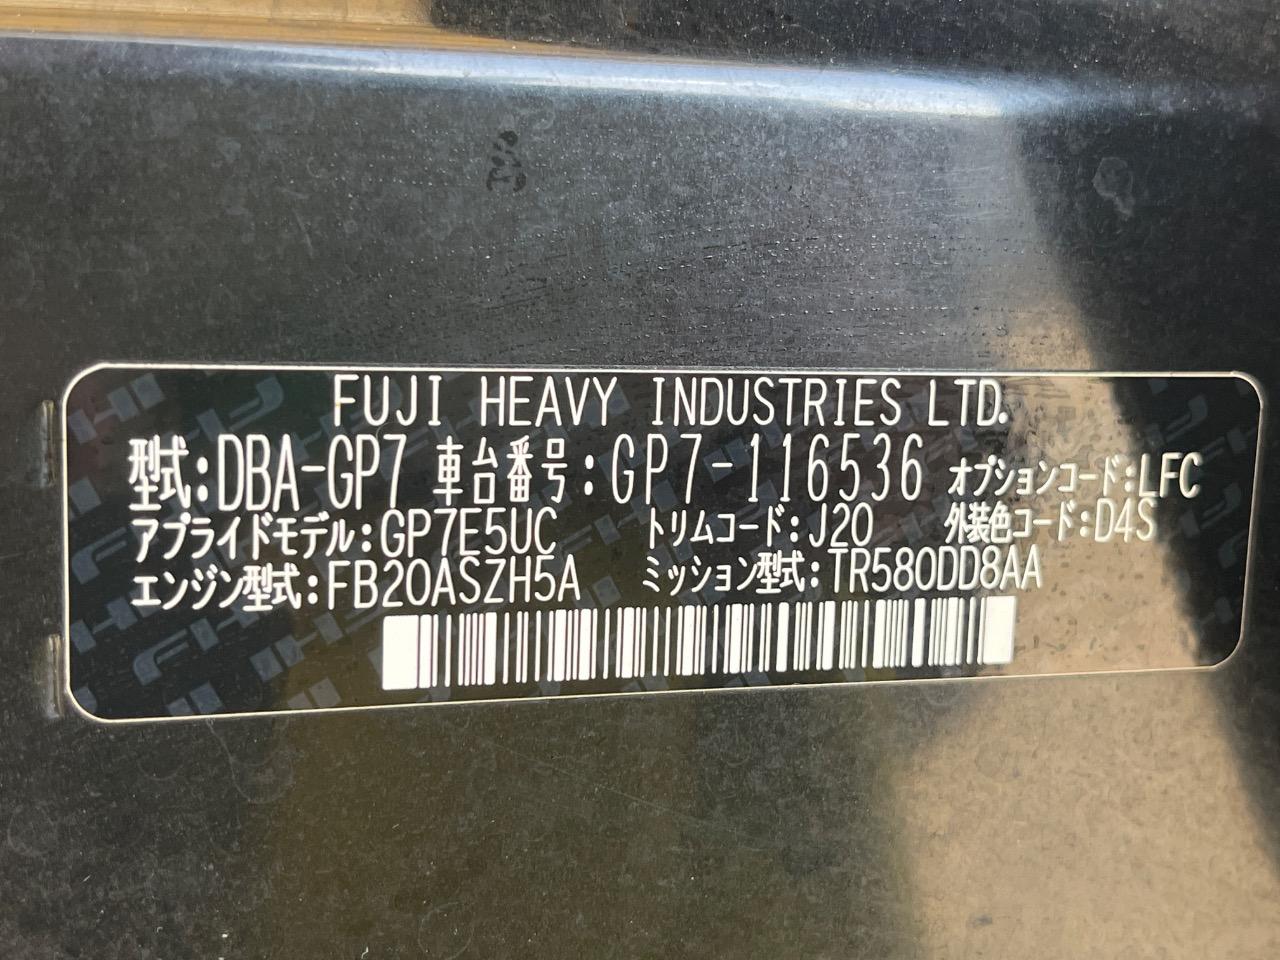 FUJI HEAVY INDUSTRIES LTD.
型式:DBA-GP7 車台番号:GP7-116536 オプションコード:LFC
アプライドモデル:GP7E5UC トリムコード:J20 外装色コード:D4S
エンジン型式:FB20ASZH5A ミッション型式:TR580DD8AA